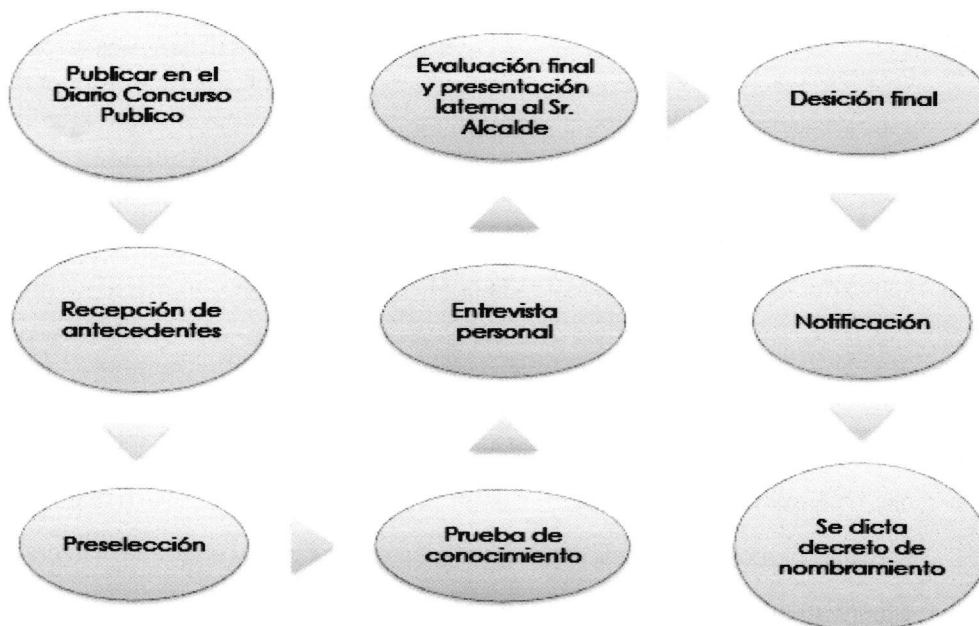 Publicar en el
Diario Concurso
Publico
Recepción de
antecedentes
Preselección
Prueba de
conocimiento
Entrevista
personal
Evaluación final
y presentación
laterna al Sr.
Alcalde
Desición final
Notificación
Se dicta
decreto de
nombramiento